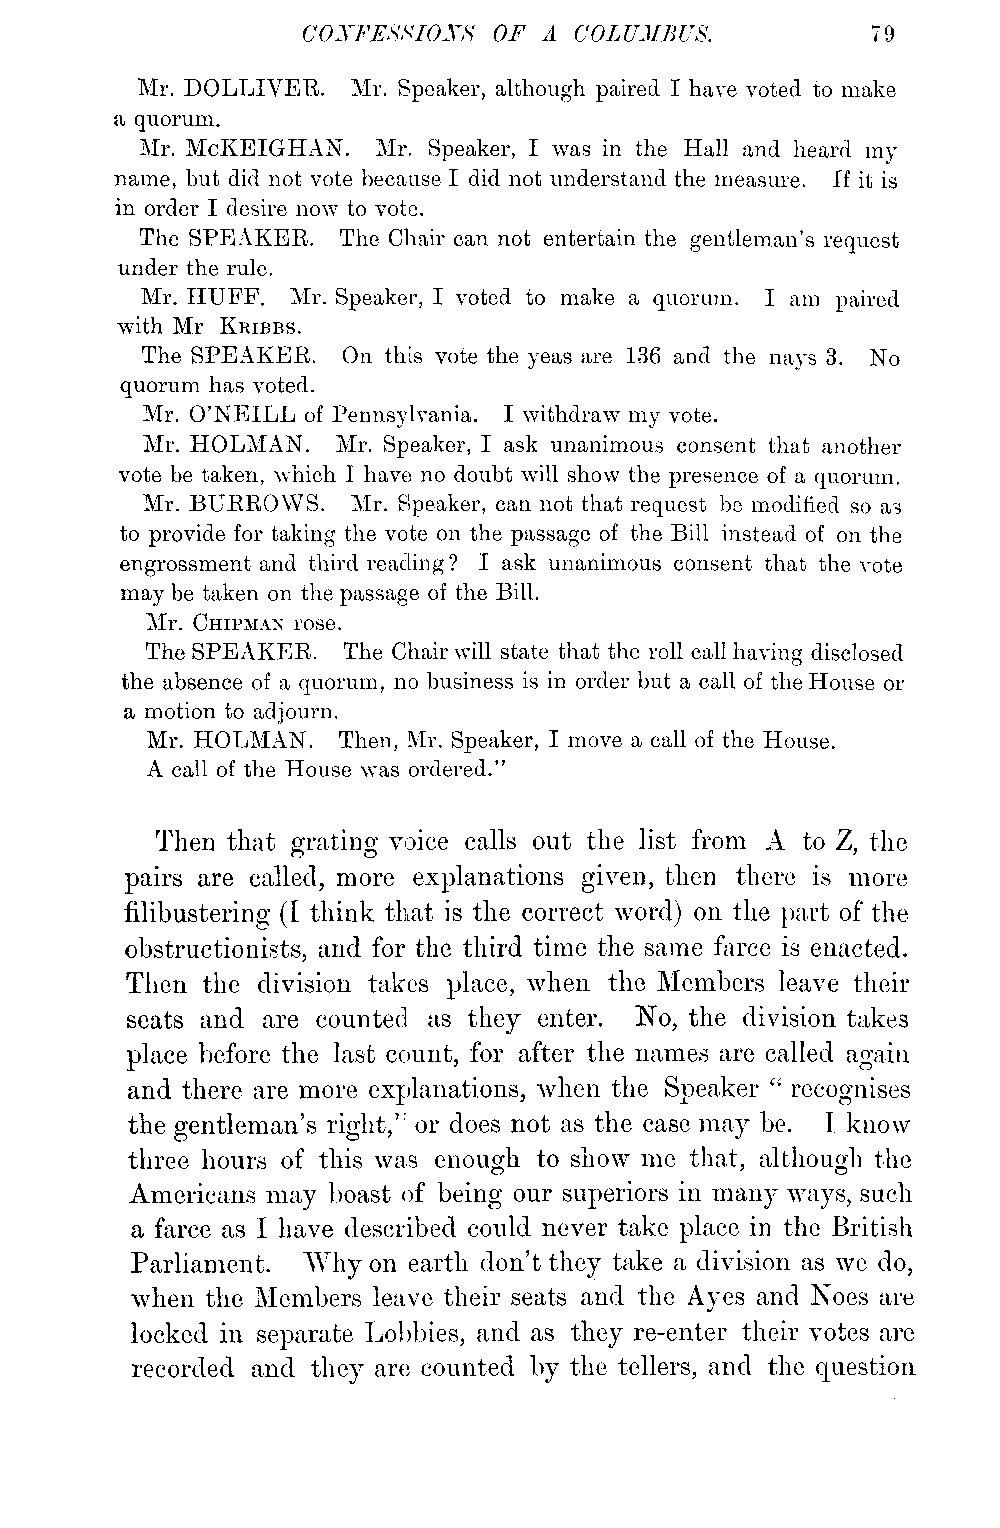 CONFESSIONS OF A COLUMBUS. 79
Mr. DOLLIVER. Mr. Speaker, although paired I have voted to make
a quorum.
Mr. McKEIGHAN. Mr. Speaker, I was in the Hall and heard my
name, but did not vote because I did not understand the measure. If it is
in order I desire now to vote.
The SPEAKER. The Chair can not entertain the gentleman's request
under the rule.
Mr. HUFF. Mr. Speaker, I voted to make a quorum. I am paired
with Mr KRIBBS.
The SPEAKER. On this vote the yeas are 136 and the nays 3. No
quorum has voted.
Mr. O'NEILL of Pennsylvania. I withdraw my vote.
Mr. HOLMAN. Mr. Speaker, I ask unanimous consent that another
vote be taken, which I have no doubt will show the presence of a quorum.
Mr. BURROWS. Mr. Speaker, can not that request be modified so as
to provide for taking the vote on the passage of the Bill instead of on the
engrossment and third reading? I ask unanimous consent that the vote
may be taken on the passage of the Bill.
Mr. CHIPMAN rose.
The SPEAKER. The Chair will state that the roll call having disclosed
the absence of a quorum, no business is in order but a call of the House or
a motion to adjourn.
Mr. HOLMAN. Then, Mr. Speaker, I move a call of the House.
A call of the House was ordered."
Then that grating voice calls out the list from A to Z, the
pairs are called, more explanations given, then there is more
filibustering (I think that is the correct word) on the part of the
obstructionists, and for the third time the same farce is enacted.
Then the division takes place, when the Members leave their
seats and are counted as they enter. No, the division takes
place before the last count, for after the names are called again
and there are more explanations, when the Speaker "recognises
the gentleman's right," or does not as the case may be. I know
three hours of this was enough to show me that, although the
Americans may boast of being our superiors in many ways, such
a farce as I have described could never take place in the British
Parliament. Why on earth don't they take a division as we do,
when the Members leave their seats and the Ayes and Noes are
locked in separate Lobbies, and as they re-enter their votes are
recorded and they are counted by the tellers, and the question